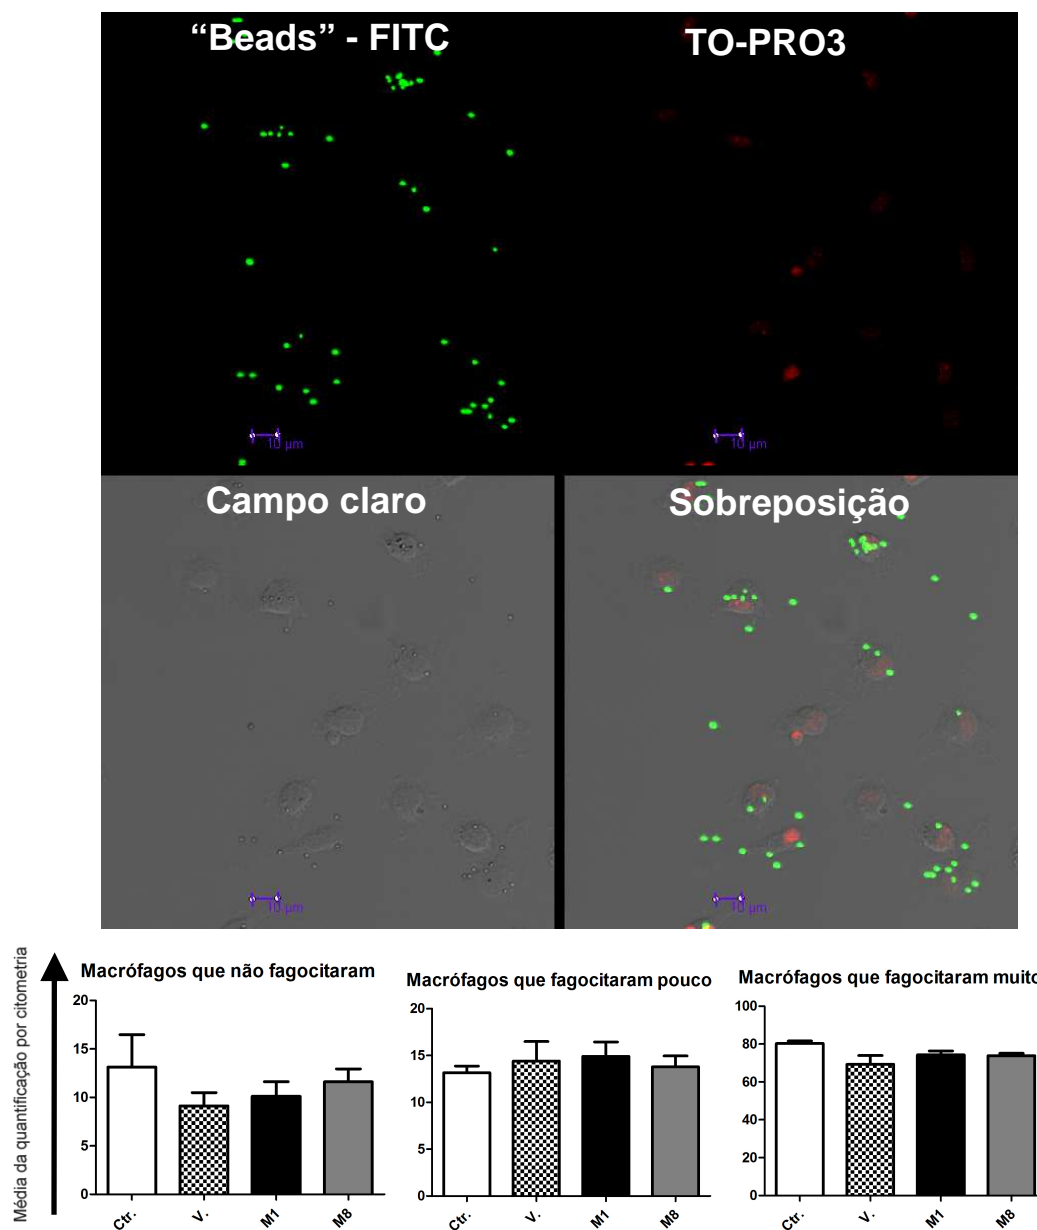 “Beads” - FITC
TO-PRO3
10 µm
10 µm
Campo claro
Sobreposição
10 µm
10 µm
Média da quantificação por citometria
Macrófagos que não fagocitaram
20
15
10
5
0
Ctr.
V.
M1
M8
Macrófagos que fagocitaram pouco
20
15
10
5
0
Ctr.
V.
M1
M8
Macrófagos que fagocitaram muito
100
80
60
40
20
0
Ctr.
V.
M1
M8